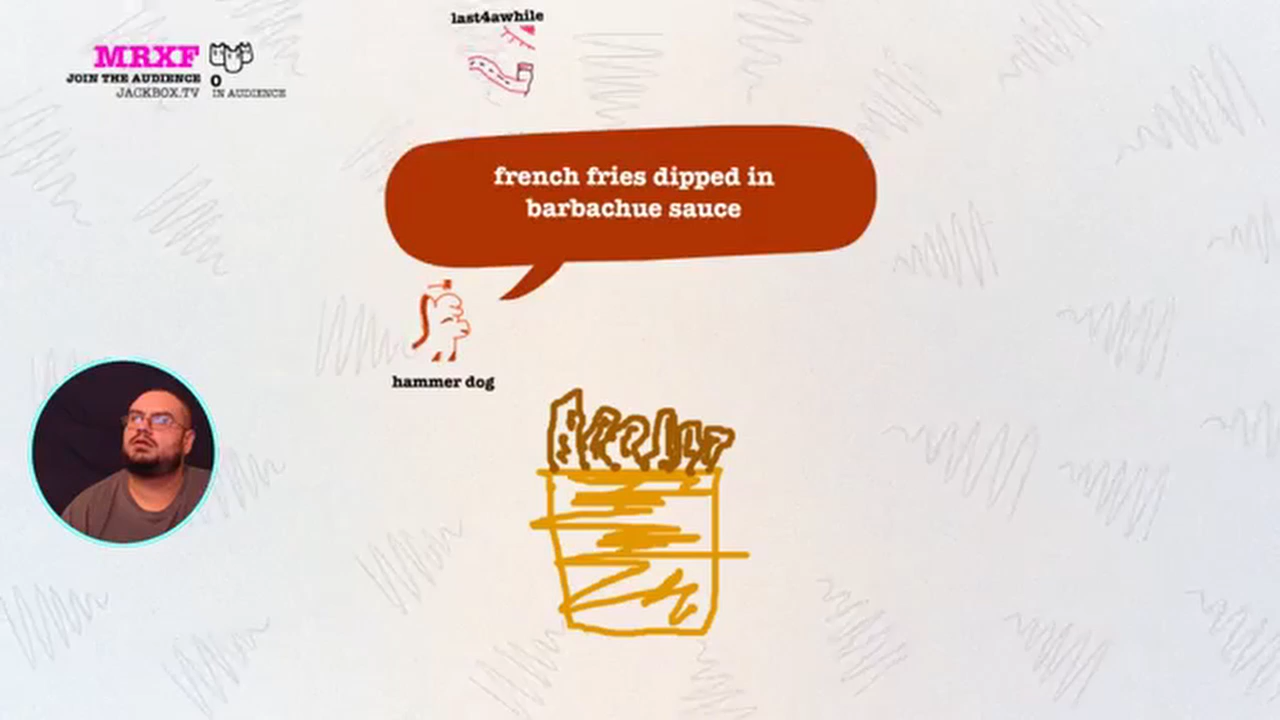 last4awhile
MRXF
JOIN THE AUDIENCE 0
JACKBOX.TV IN AUDIENCE
french fries dipped in
barbachue sauce
hammer dog